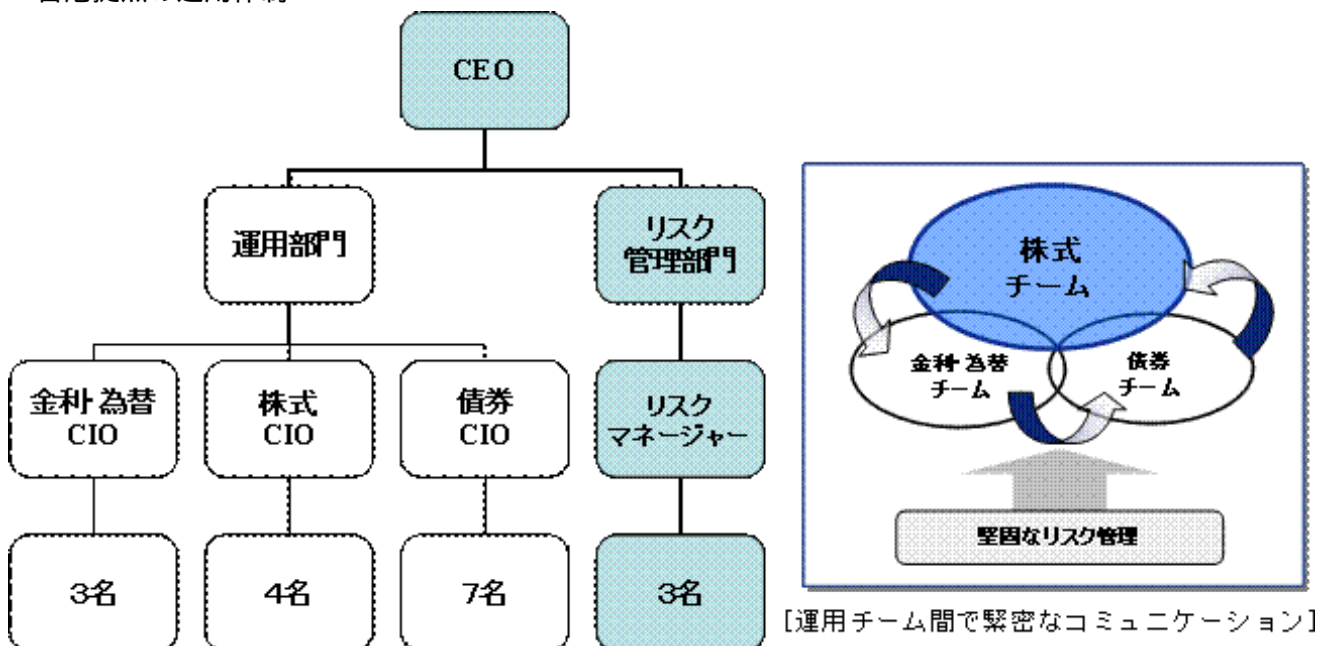 CEO
運用部門
リスク
管理部門
金利・為替
CIO
株式
CIO
債券
CIO
リスク
マネージャー
3名
4名
7名
3名
株式
チーム
金利・為替
チーム
債券
チーム
堅固なリスク管理
[運用チーム間で緊密なコミュニケーション]